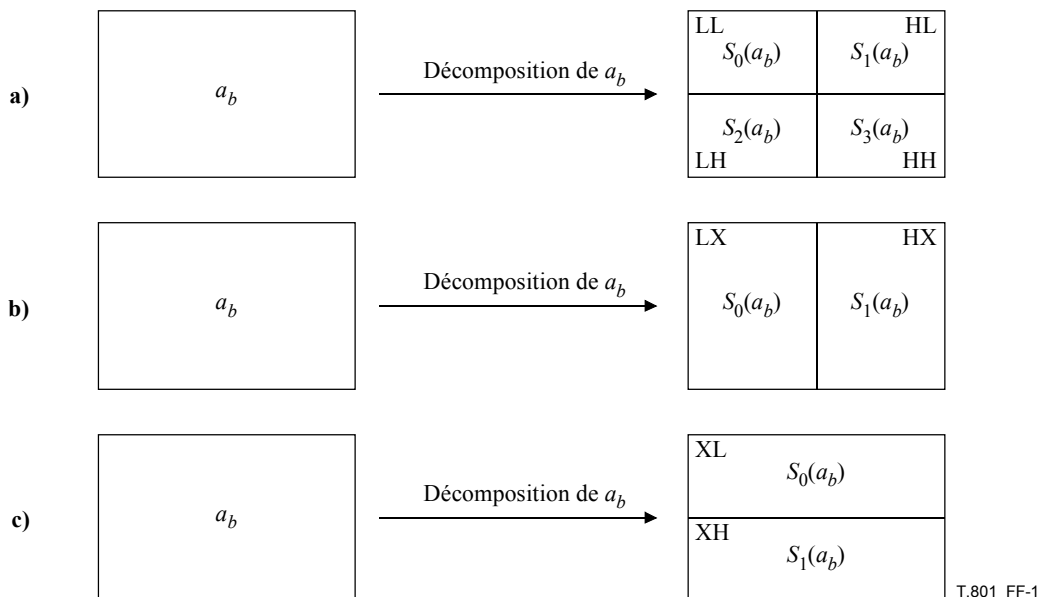 a)
a_b
Décomposition de a_b
LL HL
S_0(a_b) S_1(a_b)
S_2(a_b) S_3(a_b)
LH HH
b)
a_b
Décomposition de a_b
LX HX
S_0(a_b) S_1(a_b)
c)
a_b
Décomposition de a_b
XL
S_0(a_b)
XH
S_1(a_b)
T.801_FF-1